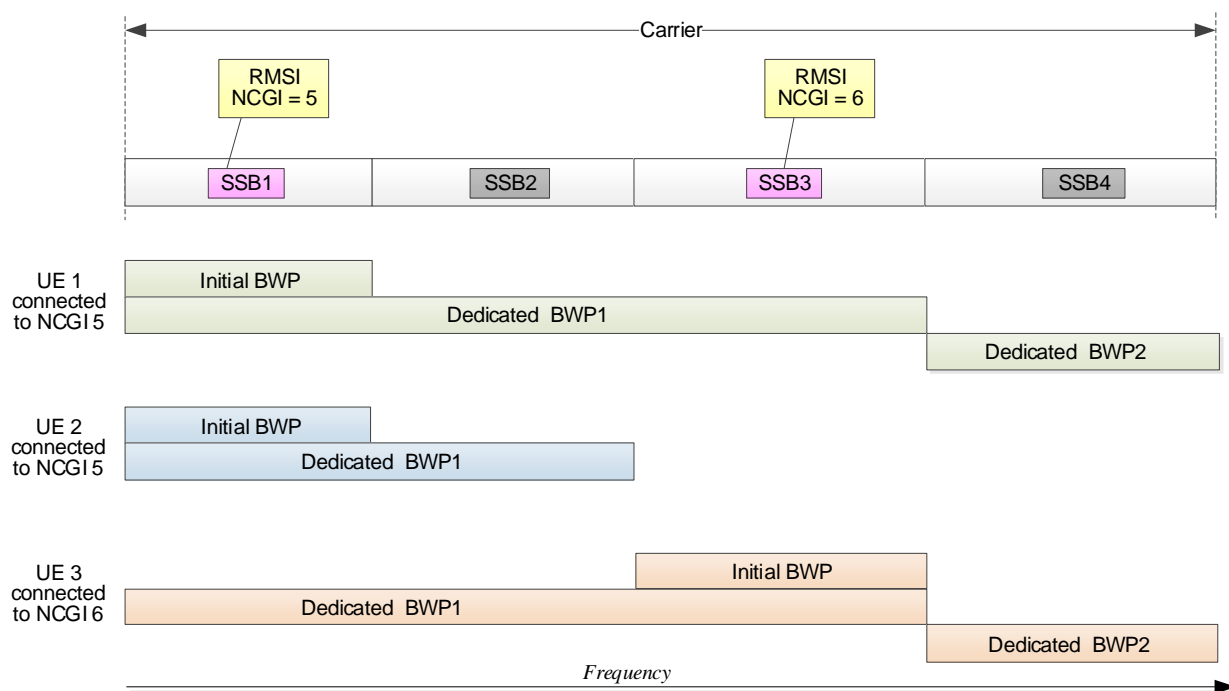 Carrier
RMSI
NCGI = 5
RMSI
NCGI = 6
SSB1
SSB2
SSB3
SSB4
UE 1
connected
to NCGI 5
Initial BWP
Dedicated BWP1
Dedicated BWP2
UE 2
connected
to NCGI 5
Initial BWP
Dedicated BWP1
UE 3
connected
to NCGI 6
Initial BWP
Dedicated BWP1
Dedicated BWP2
Frequency